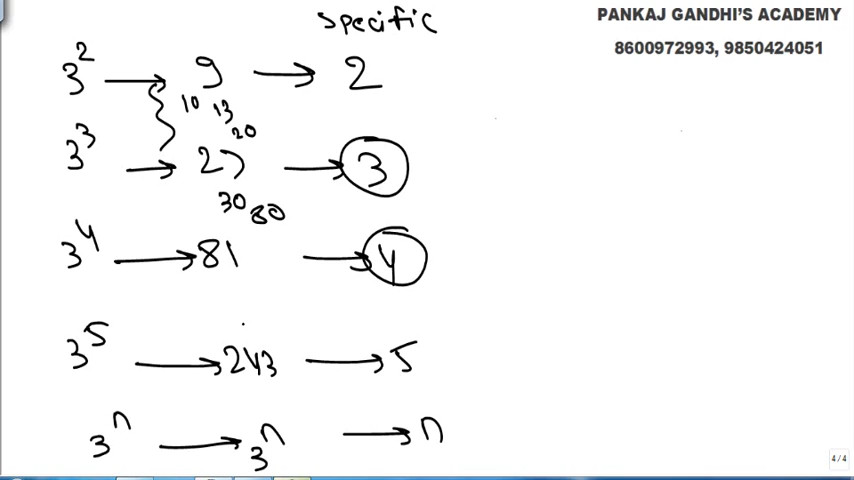 specific
PANKAJ GANDHI'S ACADEMY
8600972993, 9850424051
3² → 9 → 2
10 13
20
3³ → 27 → 3
30 80
3⁴ → 81 → 4
3⁵ → 243 → 5
3ⁿ → 3ⁿ → n
4/4